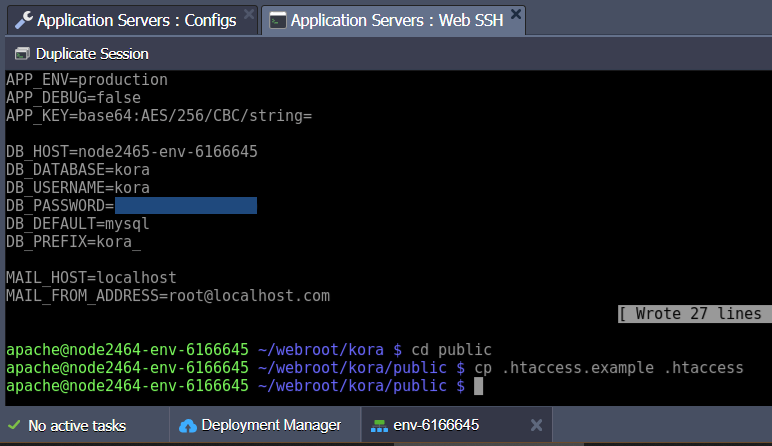 Application Servers : Configs
Application Servers : Web SSH
Duplicate Session
APP_ENV=production
APP_DEBUG=false
APP_KEY=base64:AES/256/CBC/string=
DB_HOST=node2465-env-6166645
DB_DATABASE=kora
DB_USERNAME=kora
DB_PASSWORD=
DB_DEFAULT=mysql
DB_PREFIX=kora_
MAIL_HOST=localhost
MAIL_FROM_ADDRESS=root@localhost.com
[ Wrote 27 lines
apache@node2464-env-6166645 ~/webroot/kora $ cd public
apache@node2464-env-6166645 ~/webroot/kora/public $ cp .htaccess.example .htaccess
apache@node2464-env-6166645 ~/webroot/kora/public $
No active tasks
Deployment Manager
env-6166645